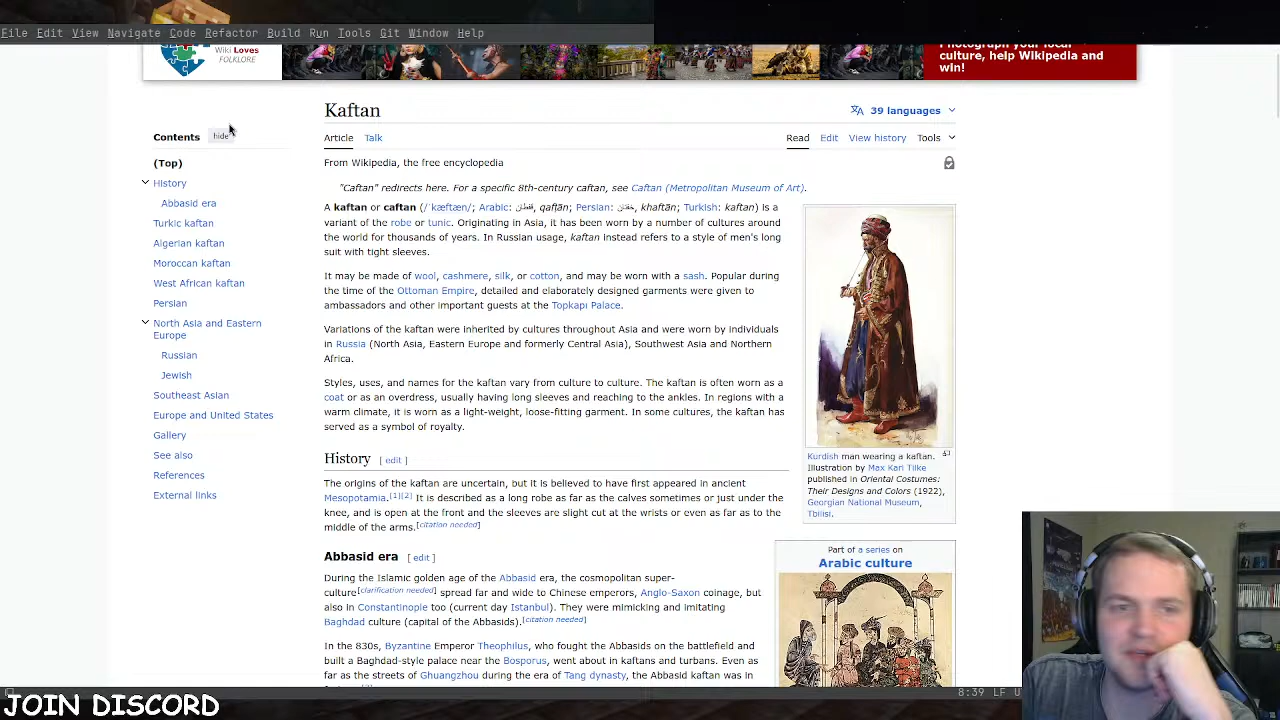 File Edit View Navigate Code Refactor Build Run Tools Git Window Help
Wiki Loves
FOLKLORE
Photograph your local
culture, help Wikipedia and
win!
Kaftan
39 languages
Contents hide
Article Talk
Read Edit View history Tools
(Top)
History
Abbasid era
Turkic kaftan
Algerian kaftan
Moroccan kaftan
West African kaftan
Persian
North Asia and Eastern
Europe
Russian
Jewish
Southeast Asian
Europe and United States
Gallery
See also
References
External links
From Wikipedia, the free encyclopedia
"Caftan" redirects here. For a specific 8th-century caftan, see Caftan (Metropolitan Museum of Art).
A kaftan or caftan (/ˈkæftæn/; Arabic: قفطان, qafṭān; Persian: خفتان, khaftān; Turkish: kaftan) is a
variant of the robe or tunic. Originating in Asia, it has been worn by a number of cultures around
the world for thousands of years. In Russian usage, kaftan instead refers to a style of men's long
suit with tight sleeves.
It may be made of wool, cashmere, silk, or cotton, and may be worn with a sash. Popular during
the time of the Ottoman Empire, detailed and elaborately designed garments were given to
ambassadors and other important guests at the Topkapı Palace.
Variations of the kaftan were inherited by cultures throughout Asia and were worn by individuals
in Russia (North Asia, Eastern Europe and formerly Central Asia), Southwest Asia and Northern
Africa.
Styles, uses, and names for the kaftan vary from culture to culture. The kaftan is often worn as a
coat or as an overdress, usually having long sleeves and reaching to the ankles. In regions with a
warm climate, it is worn as a light-weight, loose-fitting garment. In some cultures, the kaftan has
served as a symbol of royalty.
Kurdish man wearing a kaftan.
Illustration by Max Karl Tilke
published in Oriental Costumes:
Their Designs and Colors (1922),
Georgian National Museum,
Tbilisi.
History [ edit ]
The origins of the kaftan are uncertain, but it is believed to have first appeared in ancient
Mesopotamia.[1][2] It is described as a long robe as far as the calves sometimes or just under the
knee, and is open at the front and the sleeves are slight cut at the wrists or even as far as to the
middle of the arms.[citation needed]
Abbasid era [ edit ]
During the Islamic golden age of the Abbasid era, the cosmopolitan super-
culture[clarification needed] spread far and wide to Chinese emperors, Anglo-Saxon coinage, but
also in Constantinople too (current day Istanbul). They were mimicking and imitating
Baghdad culture (capital of the Abbasids).[citation needed]
In the 830s, Byzantine Emperor Theophilus, who fought the Abbasids on the battlefield and
built a Baghdad-style palace near the Bosporus, went about in kaftans and turbans. Even as
far as the streets of Ghuangzhou during the era of Tang dynasty, the Abbasid kaftan was in
Part of a series on
Arabic culture
8:39 LF
JOIN DISCORD